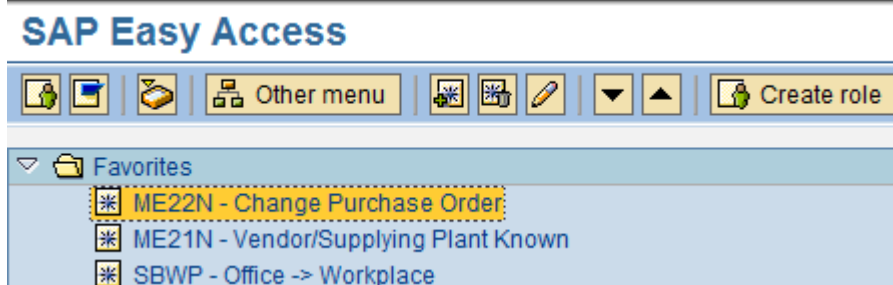 SAP Easy Access
Other menu Create role
Favorites
ME22N - Change Purchase Order
ME21N - Vendor/Supplying Plant Known
SBWP - Office -> Workplace